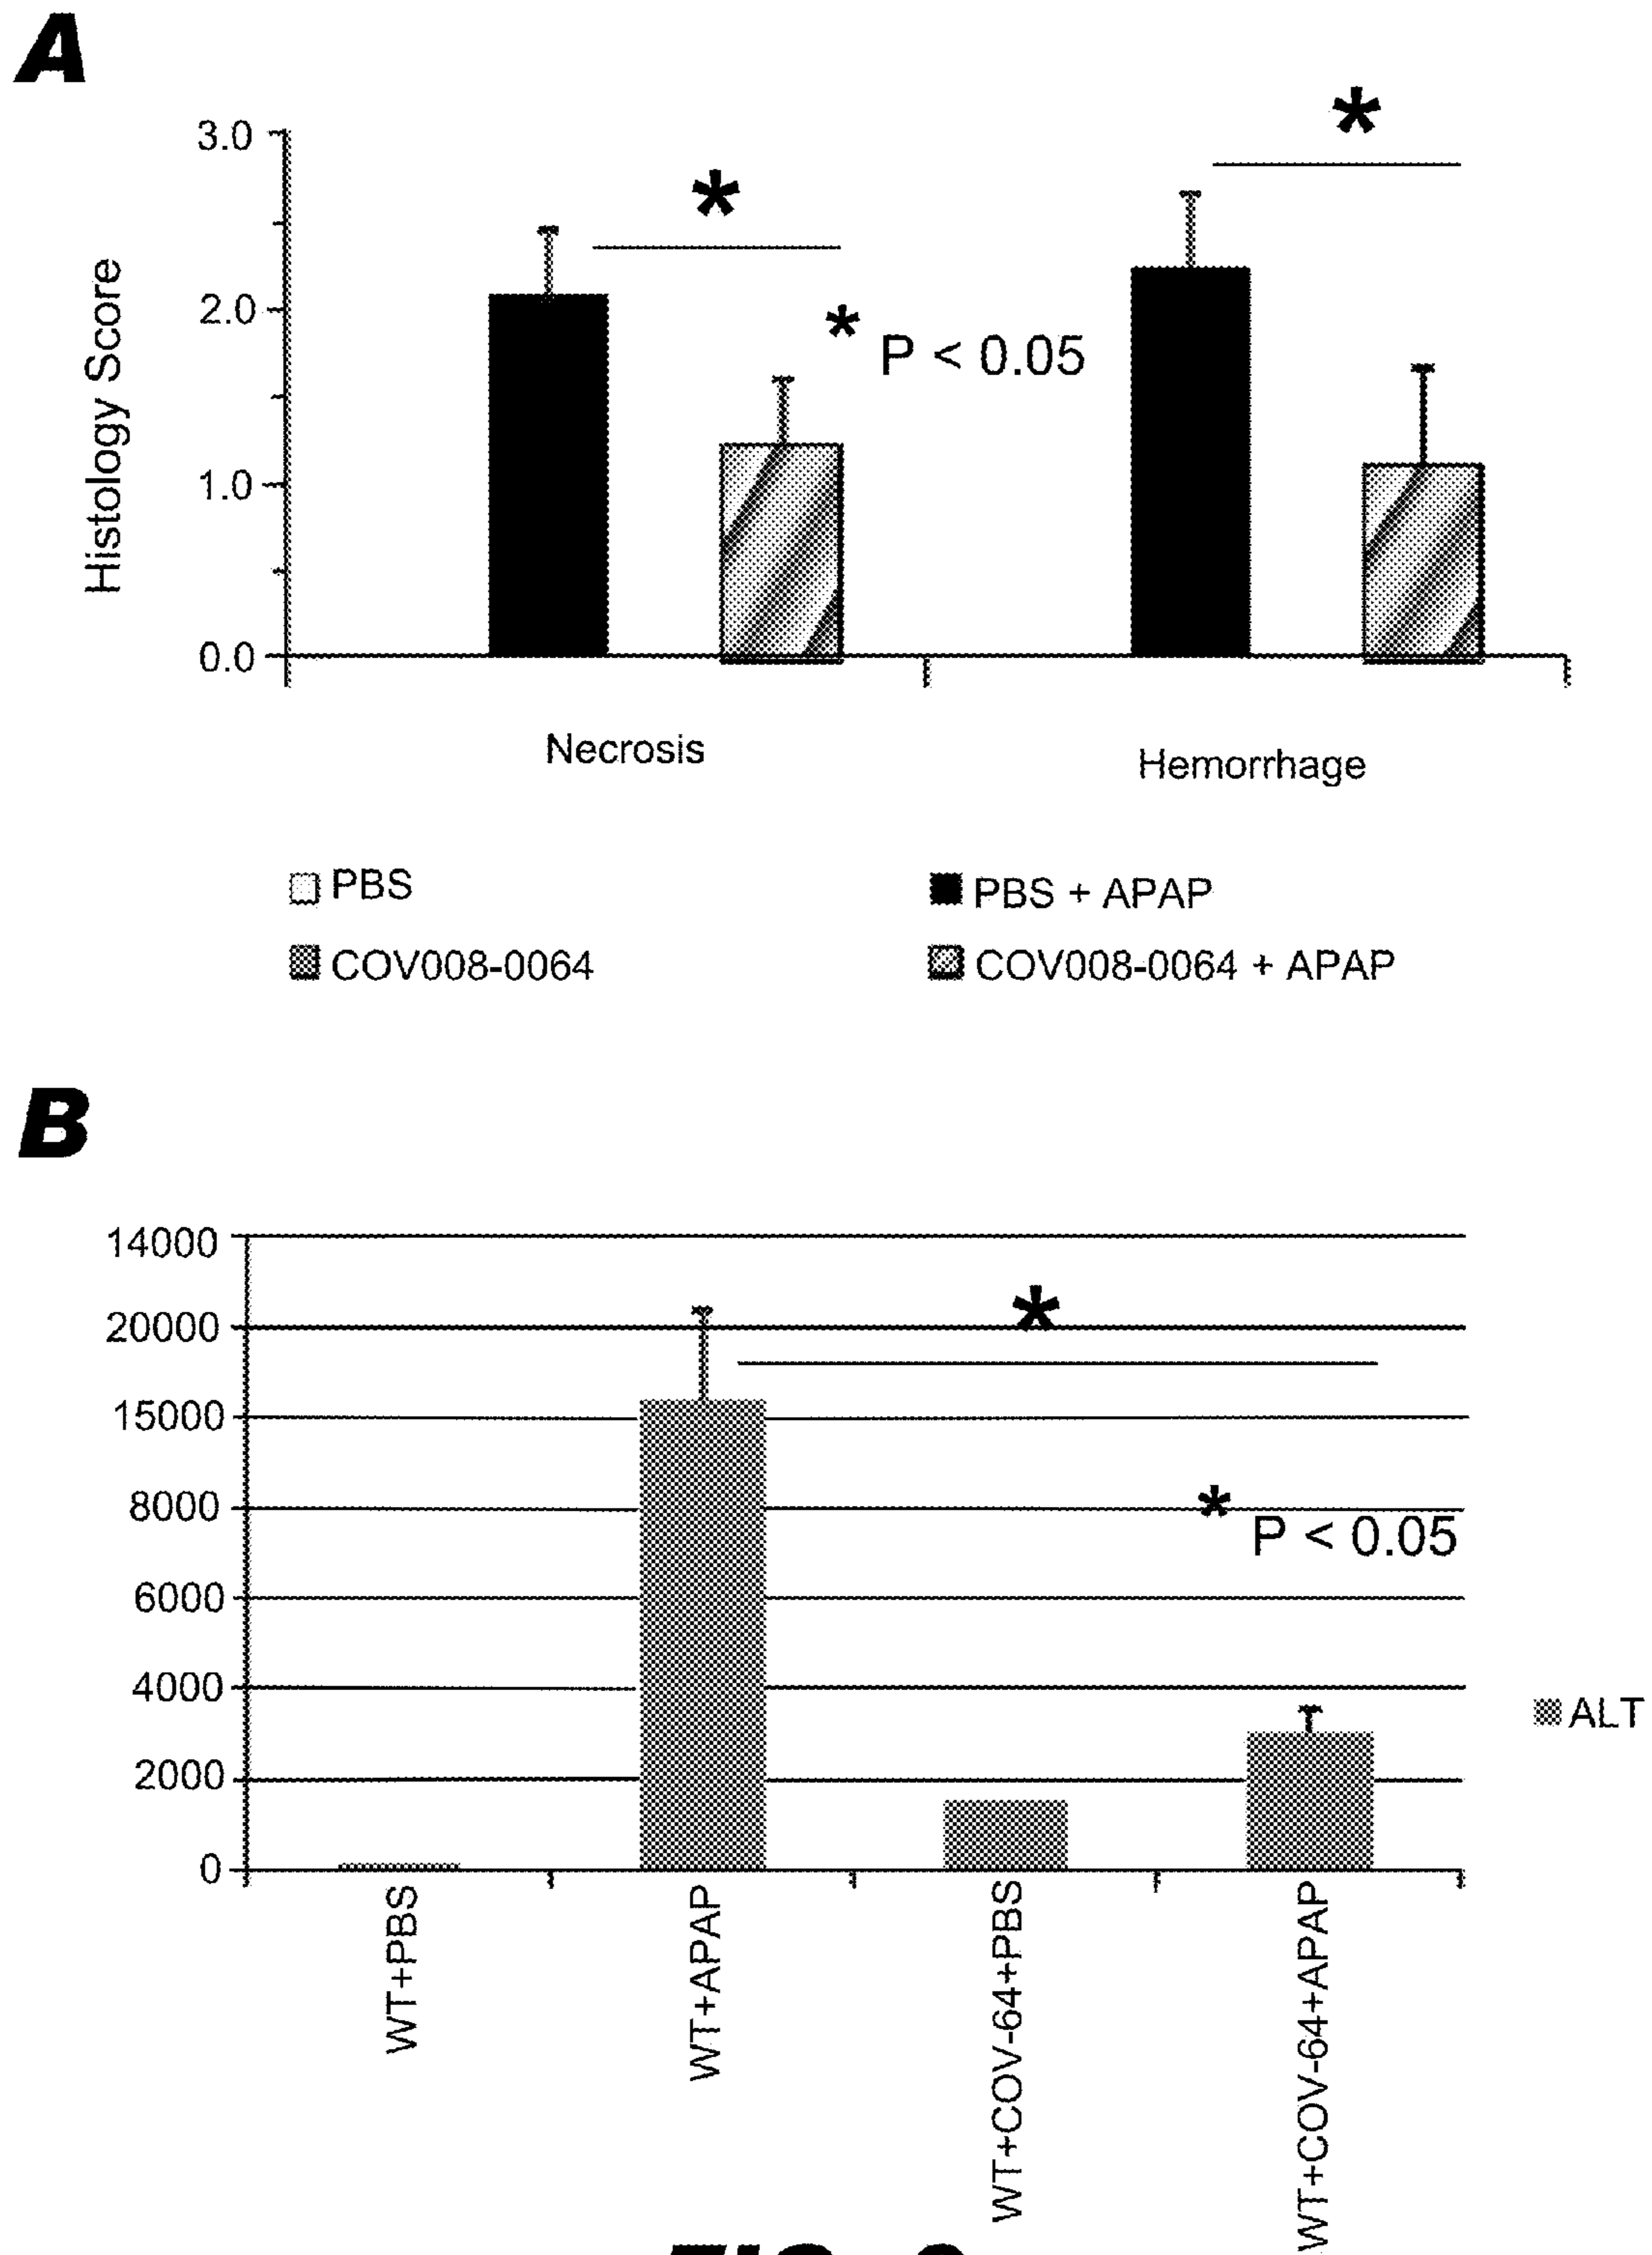 A
3.0
*
*
2.0
* P < 0.05
Histology Score
1.0
0.0
Necrosis
Hemorrhage
PBS
PBS + APAP
COV008-0064
COV008-0064 + APAP
B
14000
20000
*
15000
8000
* P < 0.05
6000
4000
ALT
2000
0
WT+PBS
WT+APAP
WT+COV-64+PBS
WT+COV-64+APAP